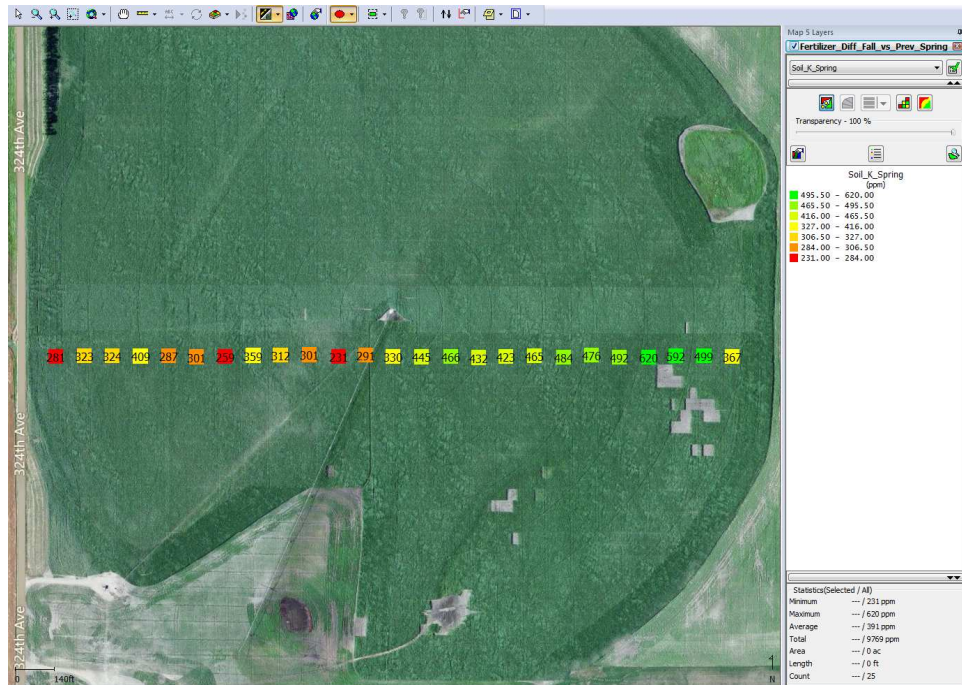 Map 5 Layers
Fertilizer_Diff_Fall_vs_Prev_Spring
Soil_K_Spring
Transparency - 100 %
Soil_K_Spring
(ppm)
495.50 - 620.00
465.50 - 495.50
416.00 - 465.50
327.00 - 416.00
306.50 - 327.00
284.00 - 306.50
231.00 - 284.00
324th Ave
281 323 324 409 287 301 259 359 312 301 231 291 330 445 466 432 423 465 484 476 492 620 592 499 367
324th Ave
324th Ave
0 140ft
N
Statistics(Selected / All)
Minimum --- / 231 ppm
Maximum --- / 620 ppm
Average --- / 391 ppm
Total --- / 9769 ppm
Area --- / 0 ac
Length --- / 0 ft
Count --- / 25